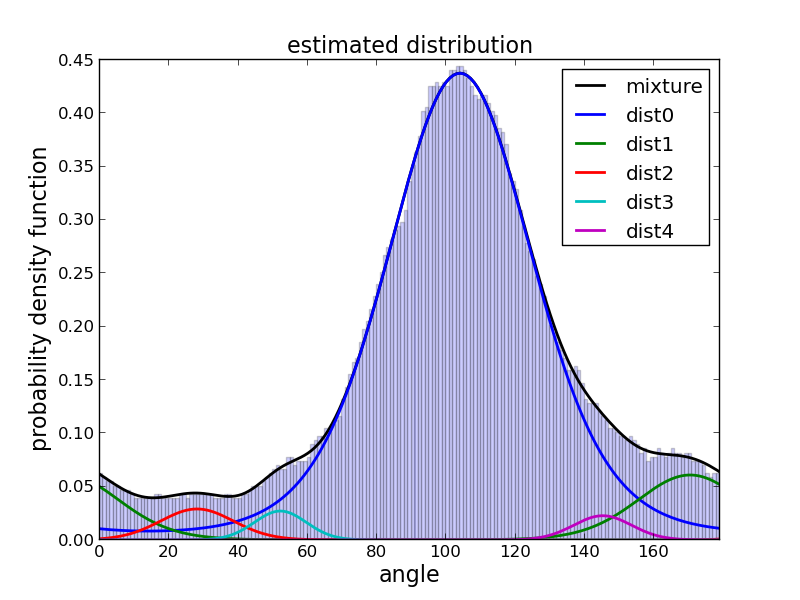 estimated distribution
probability density function
0.45
0.40
0.35
0.30
0.25
0.20
0.15
0.10
0.05
0.00
mixture
dist0
dist1
dist2
dist3
dist4
0 20 40 60 80 100 120 140 160
angle